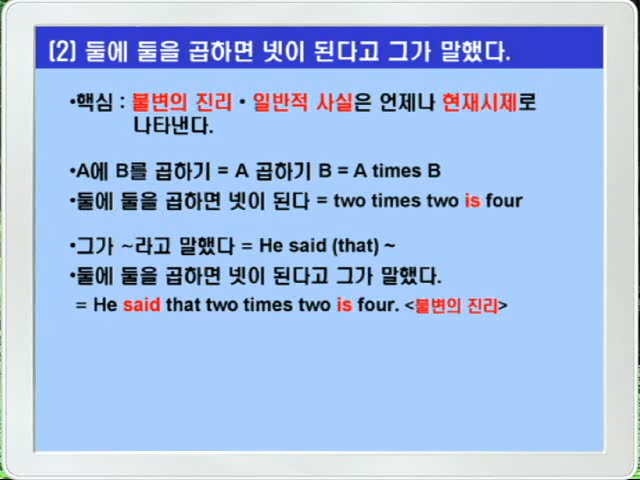 (2) 둘에 둘을 곱하면 넷이 된다고 그가 말했다.
•핵심 : 불변의 진리 • 일반적 사실은 언제나 현재시제로
나타낸다.
•A에 B를 곱하기 = A 곱하기 B = A times B
•둘에 둘을 곱하면 넷이 된다 = two times two is four
•그가 ~라고 말했다 = He said (that) ~
•둘에 둘을 곱하면 넷이 된다고 그가 말했다.
= He said that two times two is four. <불변의 진리>